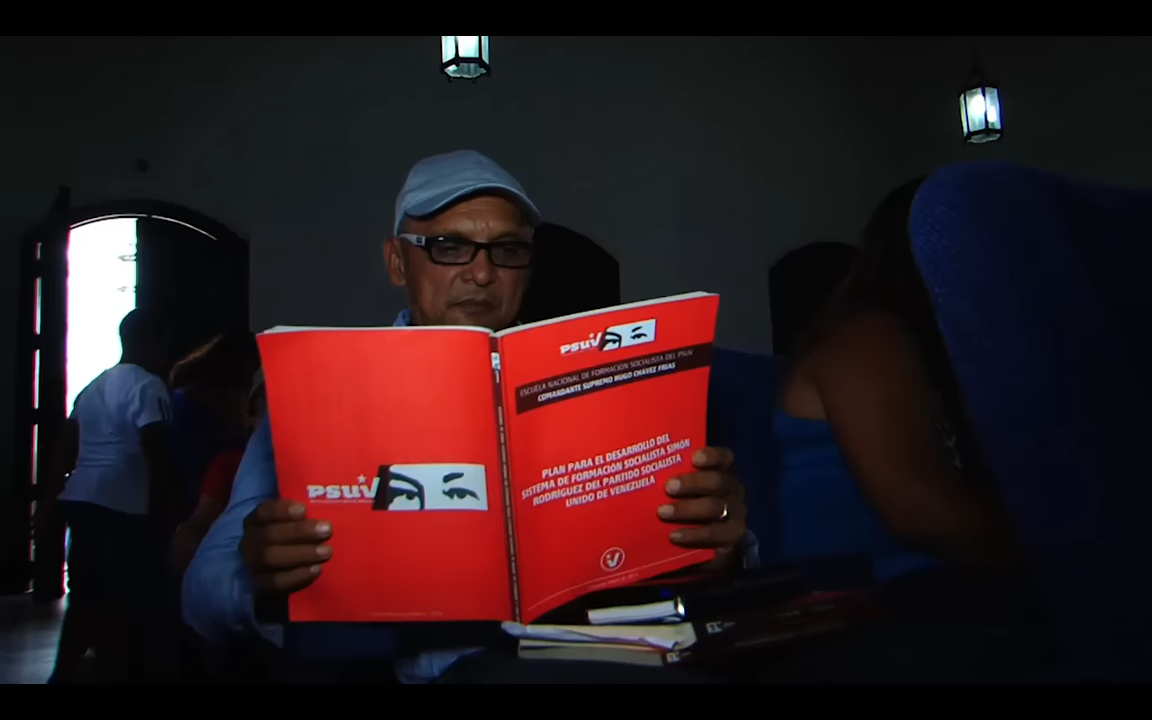 psuv
psuv
ESCUELA NACIONAL DE FORMACIÓN SOCIALISTA DEL PSUV
COMANDANTE SUPREMO HUGO CHÁVEZ FRÍAS
PLAN PARA EL DESARROLLO DEL
SISTEMA DE FORMACIÓN SOCIALISTA SIMÓN
RODRÍGUEZ DEL PARTIDO SOCIALISTA
UNIDO DE VENEZUELA